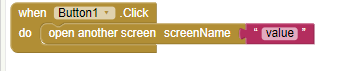 when Button1 .Click
do open another screen screenName " value "